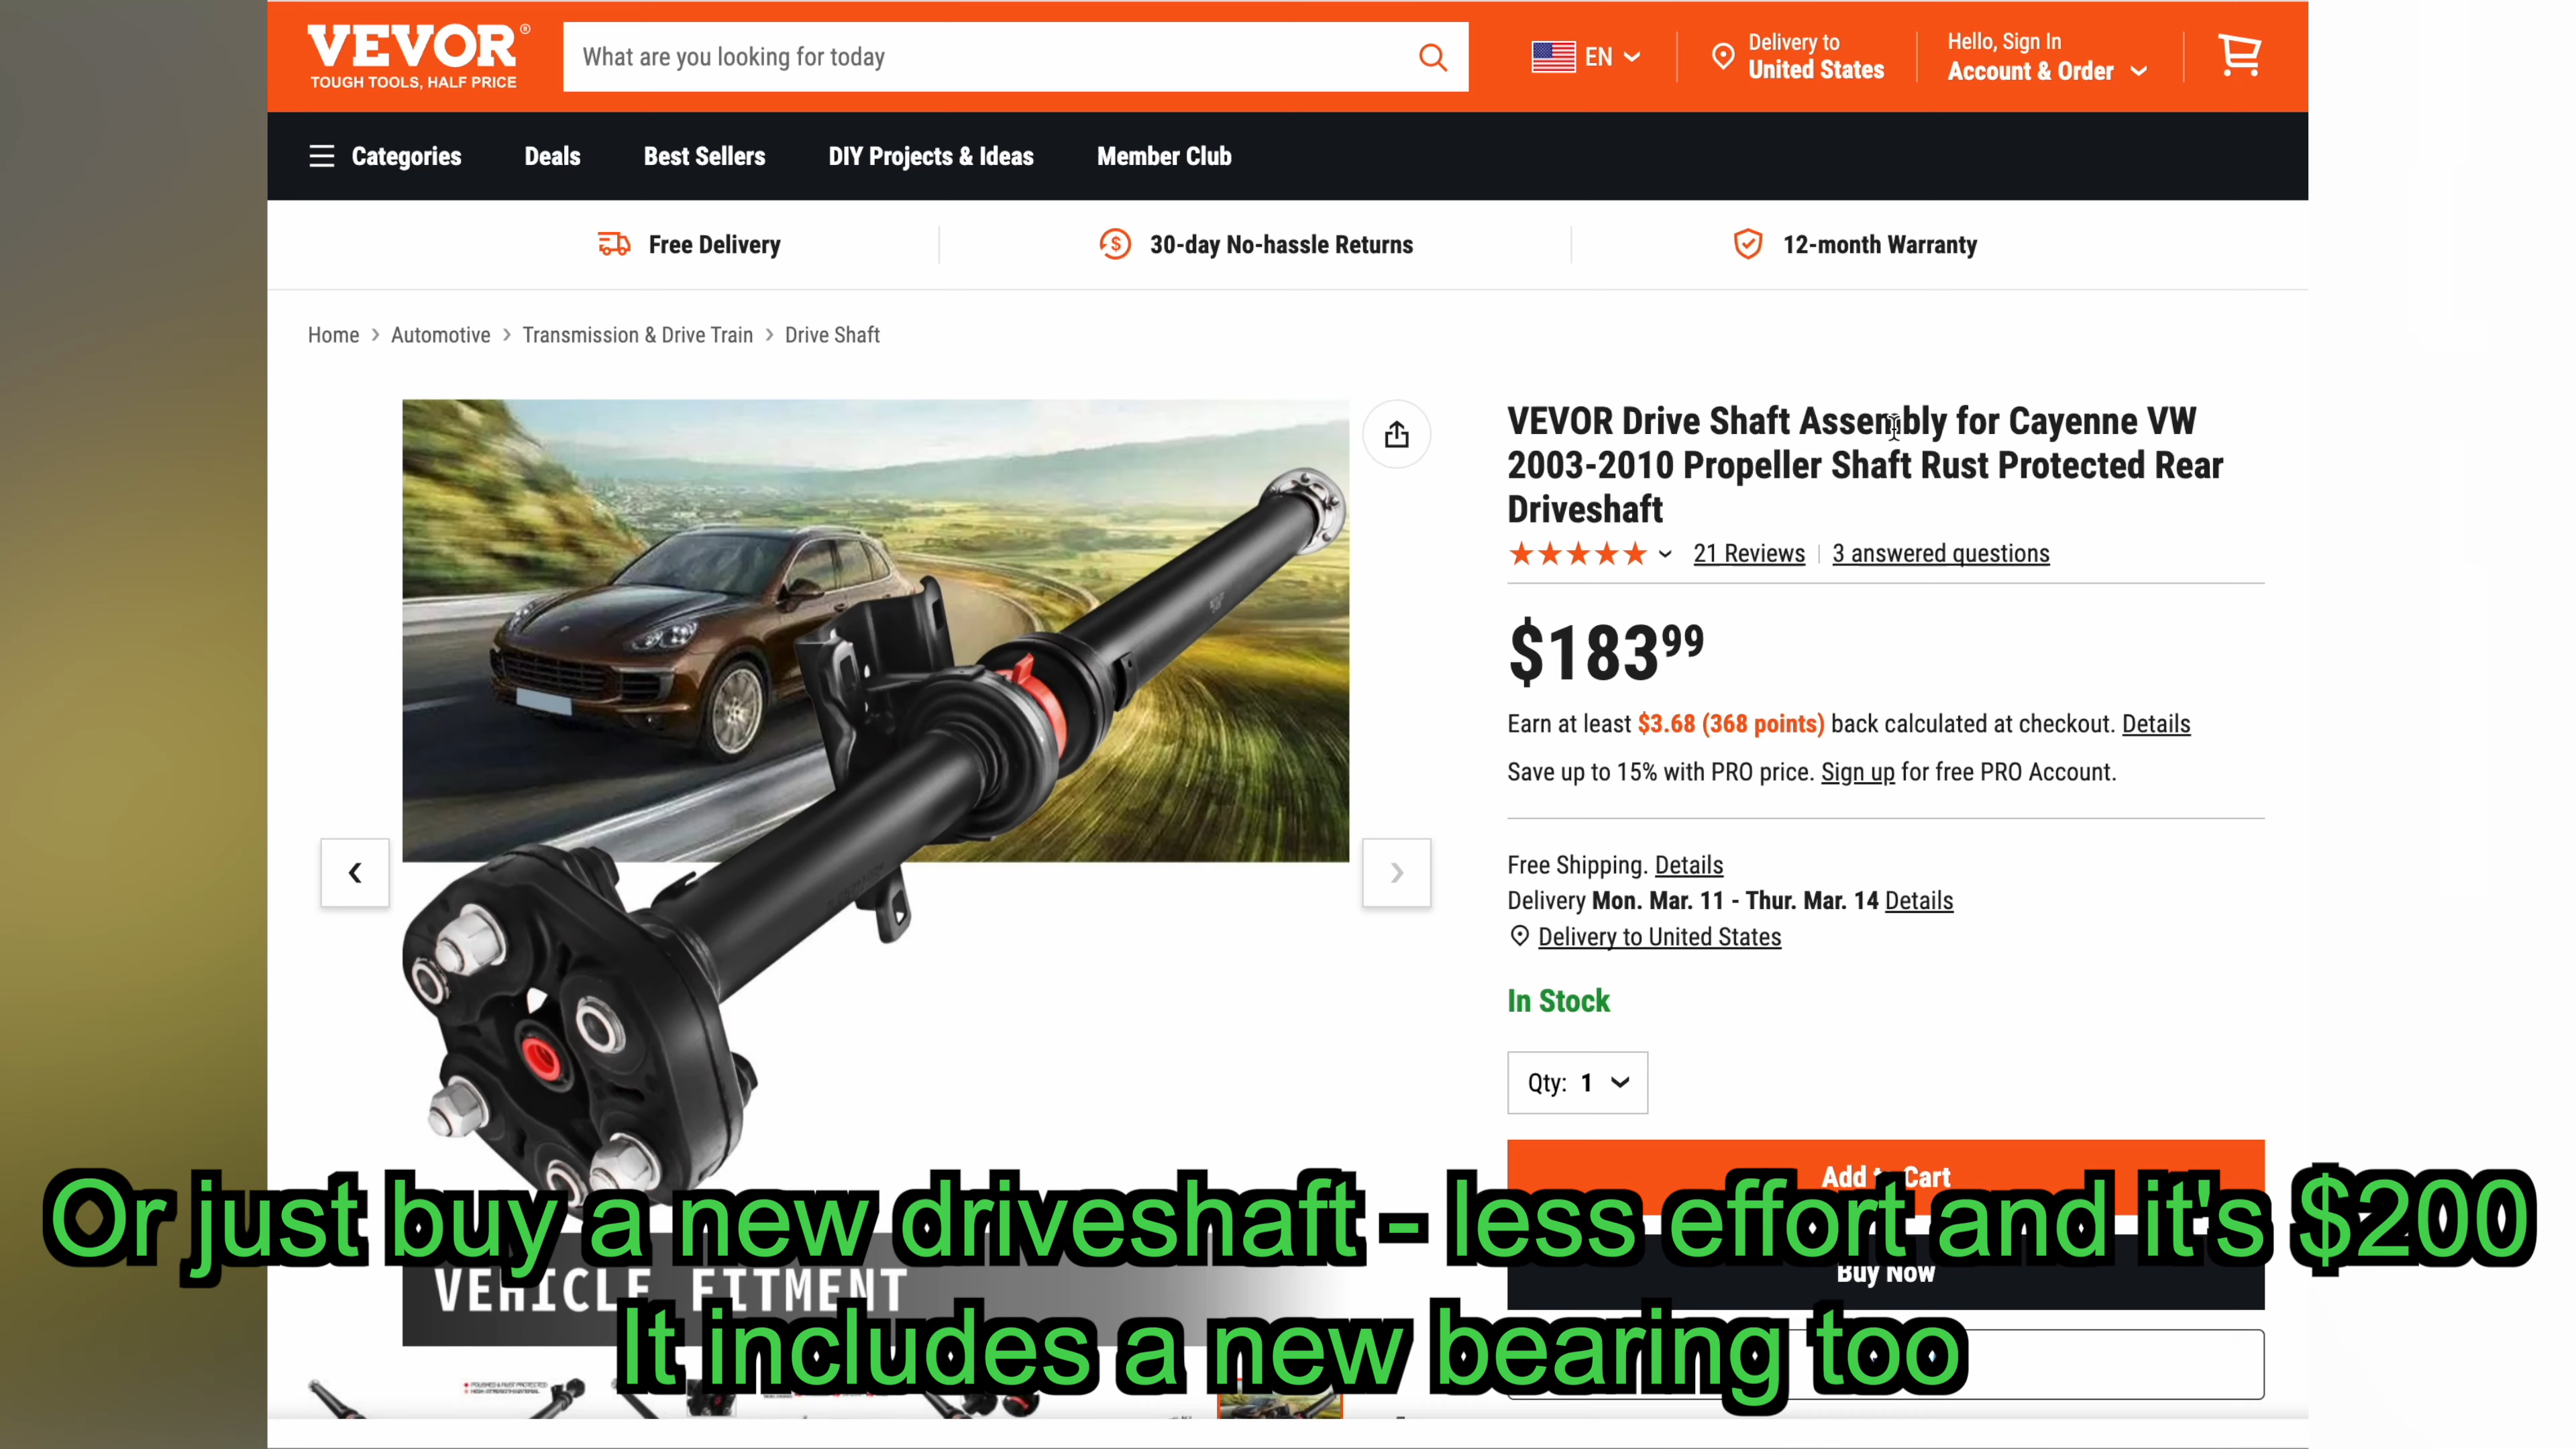 VEVOR®
TOUGH TOOLS, HALF PRICE
What are you looking for today
EN
Delivery to
United States
Hello, Sign In
Account & Order
Categories
Deals
Best Sellers
DIY Projects & Ideas
Member Club
Free Delivery
30-day No-hassle Returns
12-month Warranty
Home > Automotive > Transmission & Drive Train > Drive Shaft
VEVOR Drive Shaft Assembly for Cayenne VW
2003-2010 Propeller Shaft Rust Protected Rear
Driveshaft
21 Reviews | 3 answered questions
$18399
Earn at least $3.68 (368 points) back calculated at checkout. Details
Save up to 15% with PRO price. Sign up for free PRO Account.
Free Shipping. Details
Delivery Mon. Mar. 11 - Thur. Mar. 14 Details
Delivery to United States
In Stock
Qty: 1
Add to Cart
Or just buy a new driveshaft - less effort and it's $200
Buy Now
VEHICLE FITMENT
It includes a new bearing too